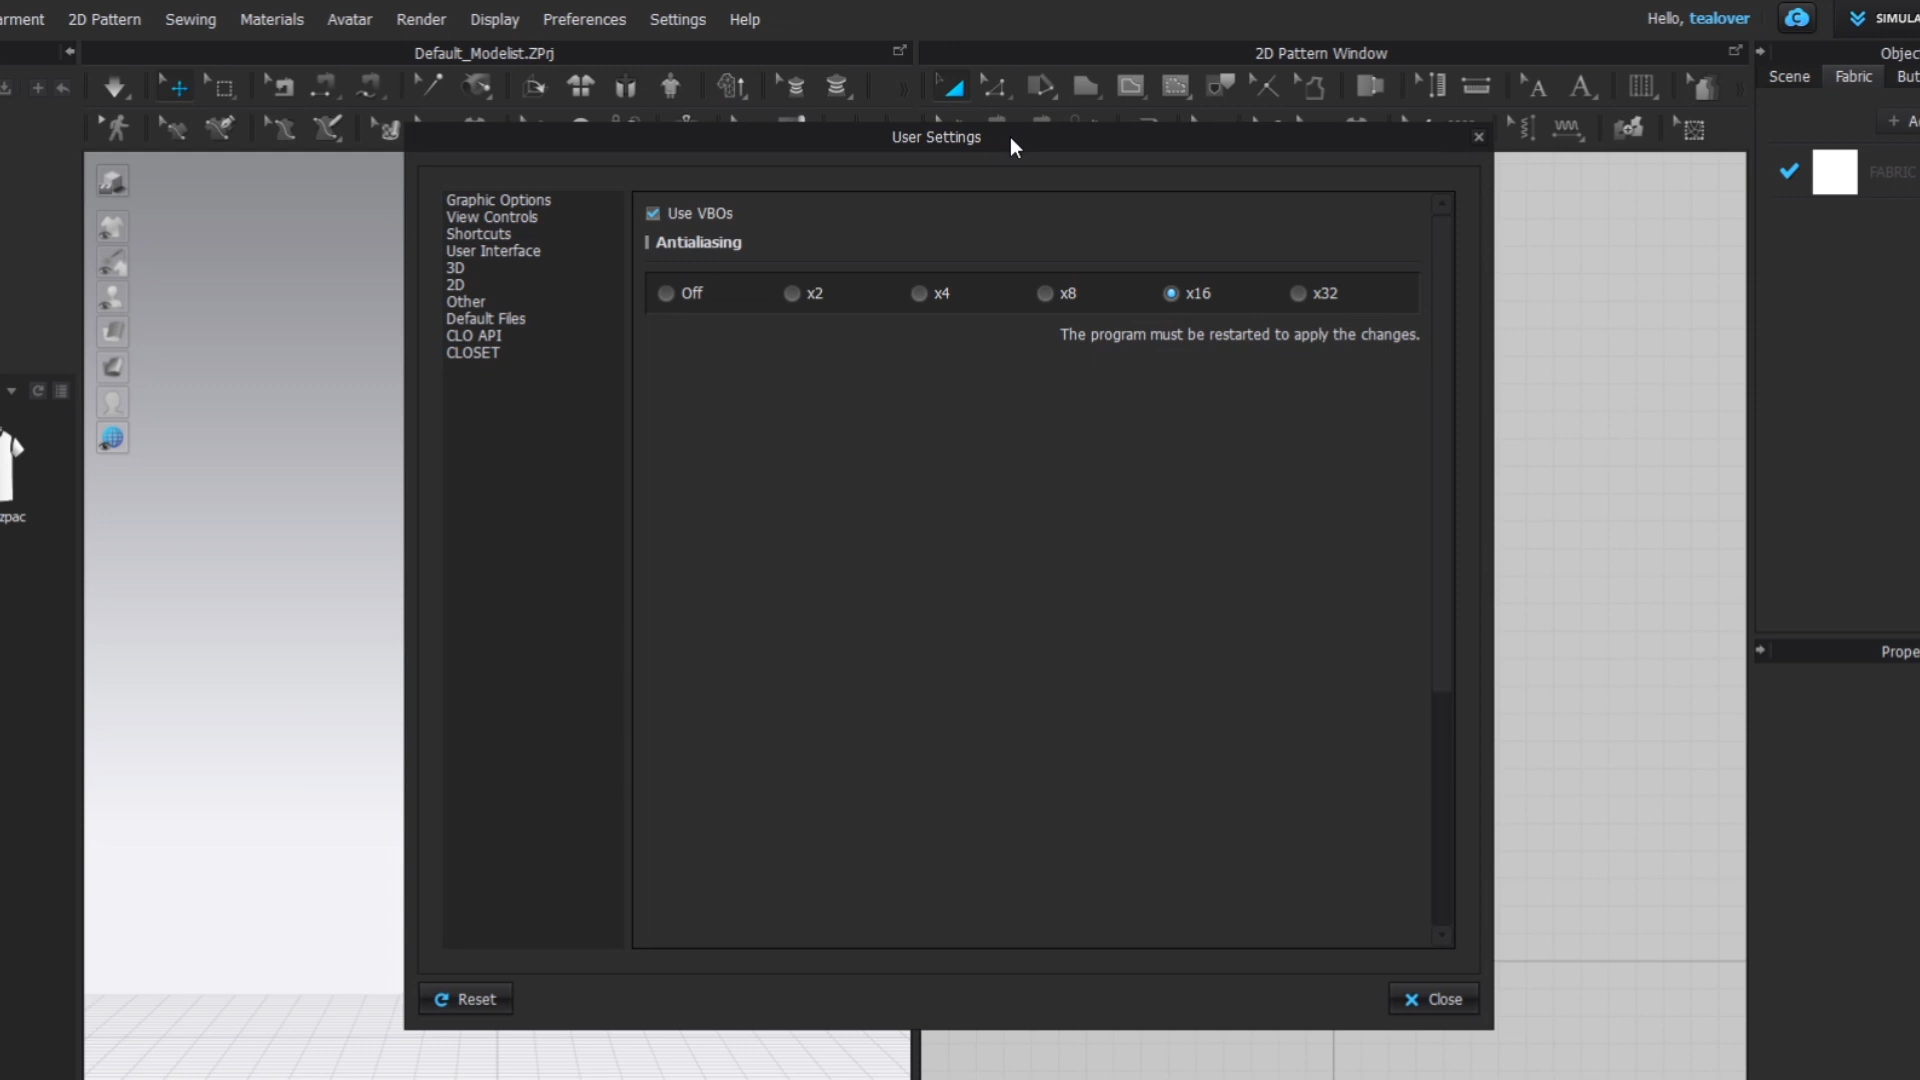 arment 2D Pattern Sewing Materials Avatar Render Display Preferences Settings Help Hello, tealover SIMULA
Default_Modelist.ZPrj 2D Pattern Window Objec
Scene Fabric But
User Settings
FABRIC
Graphic Options
View Controls
Shortcuts
User Interface
3D
2D
Other
Default Files
CLO API
CLOSET
Use VBOs
Antialiasing
Off x2 x4 x8 x16 x32
The program must be restarted to apply the changes.
zpac
Prope
Reset
Close